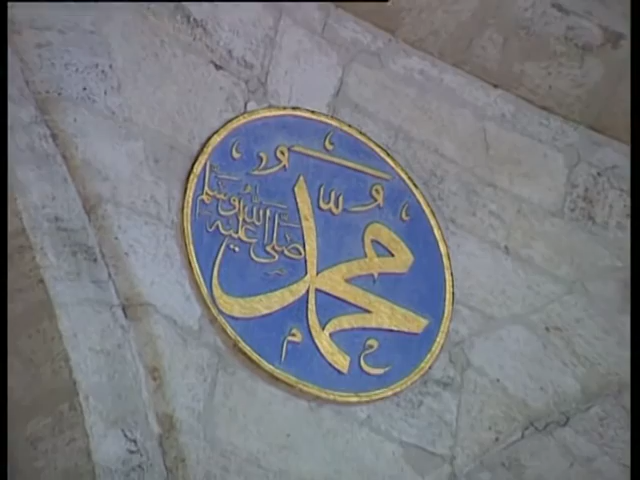 محمد
صلى الله
عليه وسلم